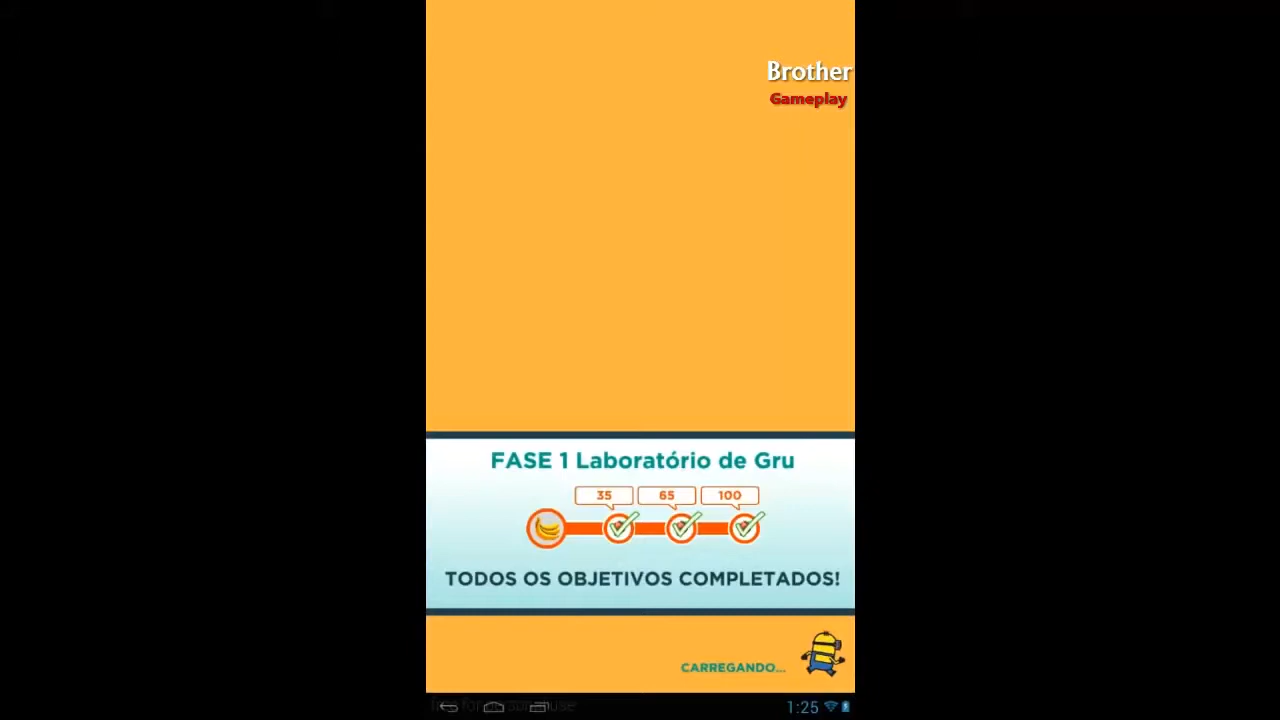 Brother
Gameplay
FASE 1 Laboratório de Gru
35 65 100
TODOS OS OBJETIVOS COMPLETADOS!
CARREGANDO...
1:25